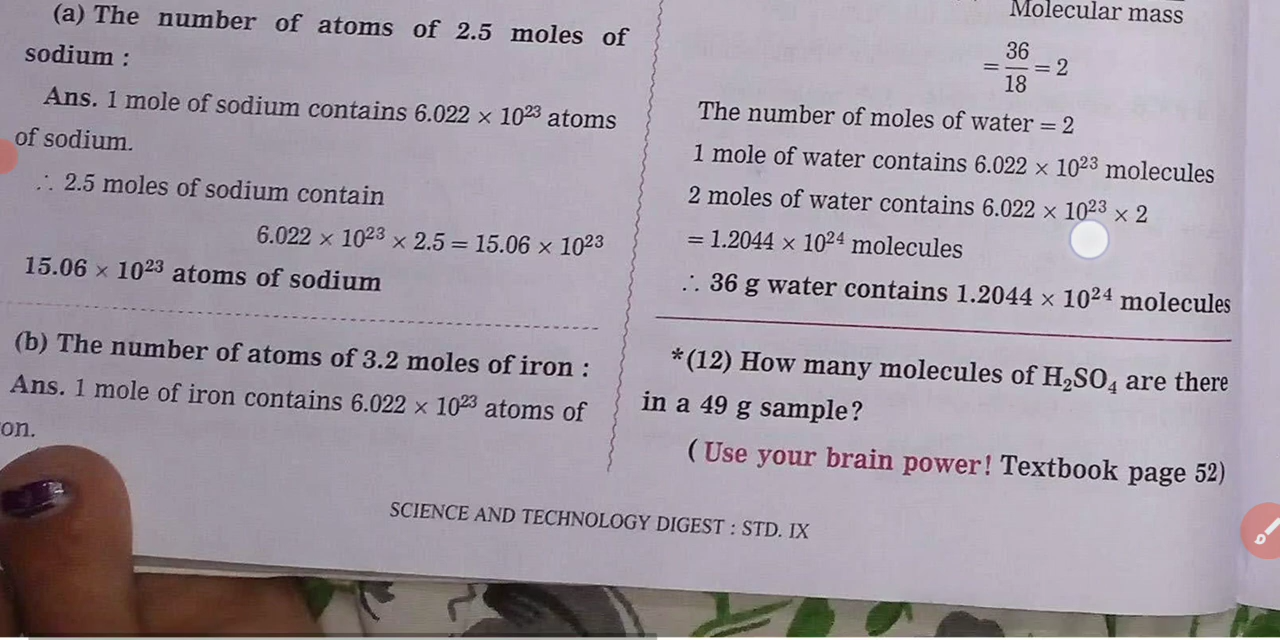 (a) The number of atoms of 2.5 moles of
sodium :
Ans. 1 mole of sodium contains 6.022 × 10²³ atoms
of sodium.
∴ 2.5 moles of sodium contain
6.022 × 10²³ × 2.5 = 15.06 × 10²³
15.06 × 10²³ atoms of sodium
(b) The number of atoms of 3.2 moles of iron :
Ans. 1 mole of iron contains 6.022 × 10²³ atoms of
on.
Molecular mass
= 36/18 = 2
The number of moles of water = 2
1 mole of water contains 6.022 × 10²³ molecules
2 moles of water contains 6.022 × 10²³ × 2
= 1.2044 × 10²⁴ molecules
∴ 36 g water contains 1.2044 × 10²⁴ molecules
*(12) How many molecules of H₂SO₄ are there
in a 49 g sample?
(Use your brain power! Textbook page 52)
SCIENCE AND TECHNOLOGY DIGEST : STD. IX